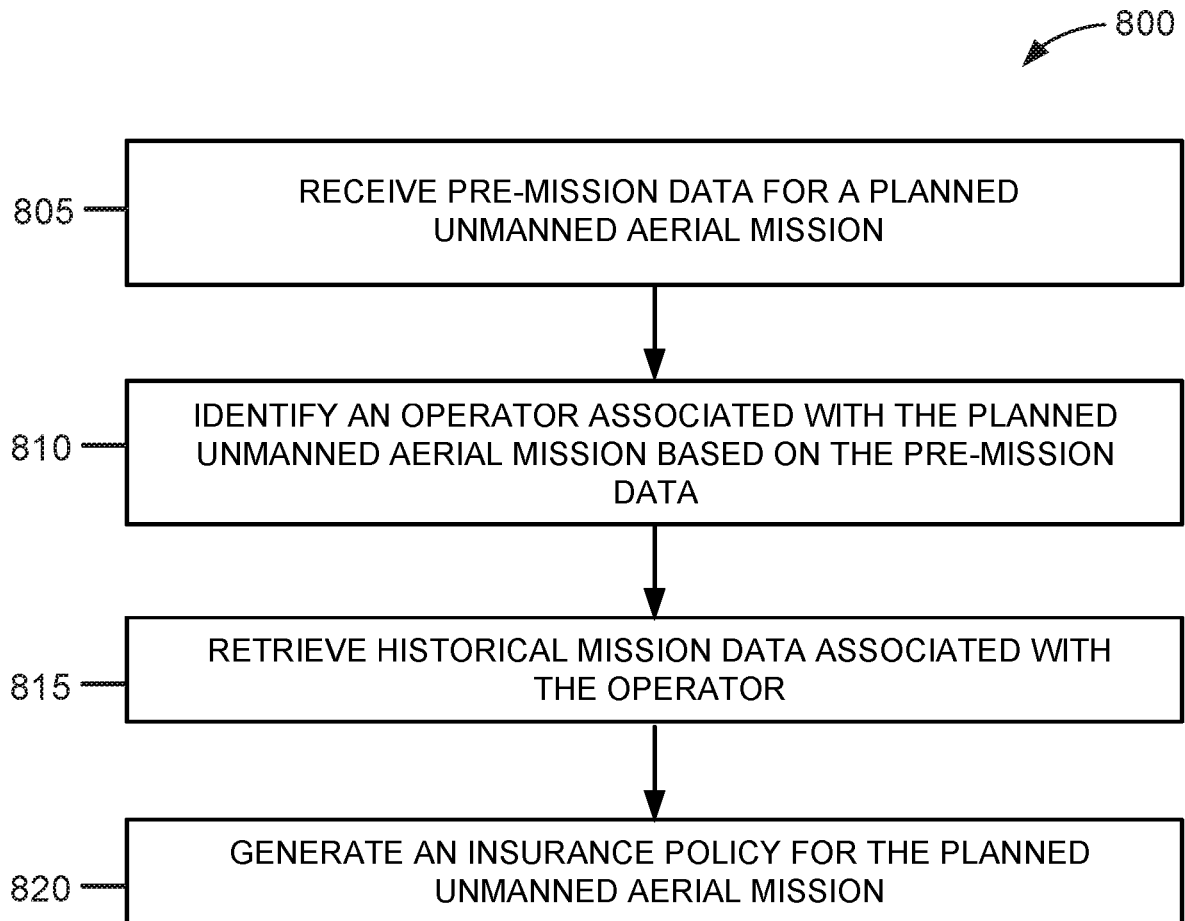 800
805
RECEIVE PRE-MISSION DATA FOR A PLANNED
UNMANNED AERIAL MISSION
810
IDENTIFY AN OPERATOR ASSOCIATED WITH THE PLANNED
UNMANNED AERIAL MISSION BASED ON THE PRE-MISSION
DATA
815
RETRIEVE HISTORICAL MISSION DATA ASSOCIATED WITH
THE OPERATOR
820
GENERATE AN INSURANCE POLICY FOR THE PLANNED
UNMANNED AERIAL MISSION